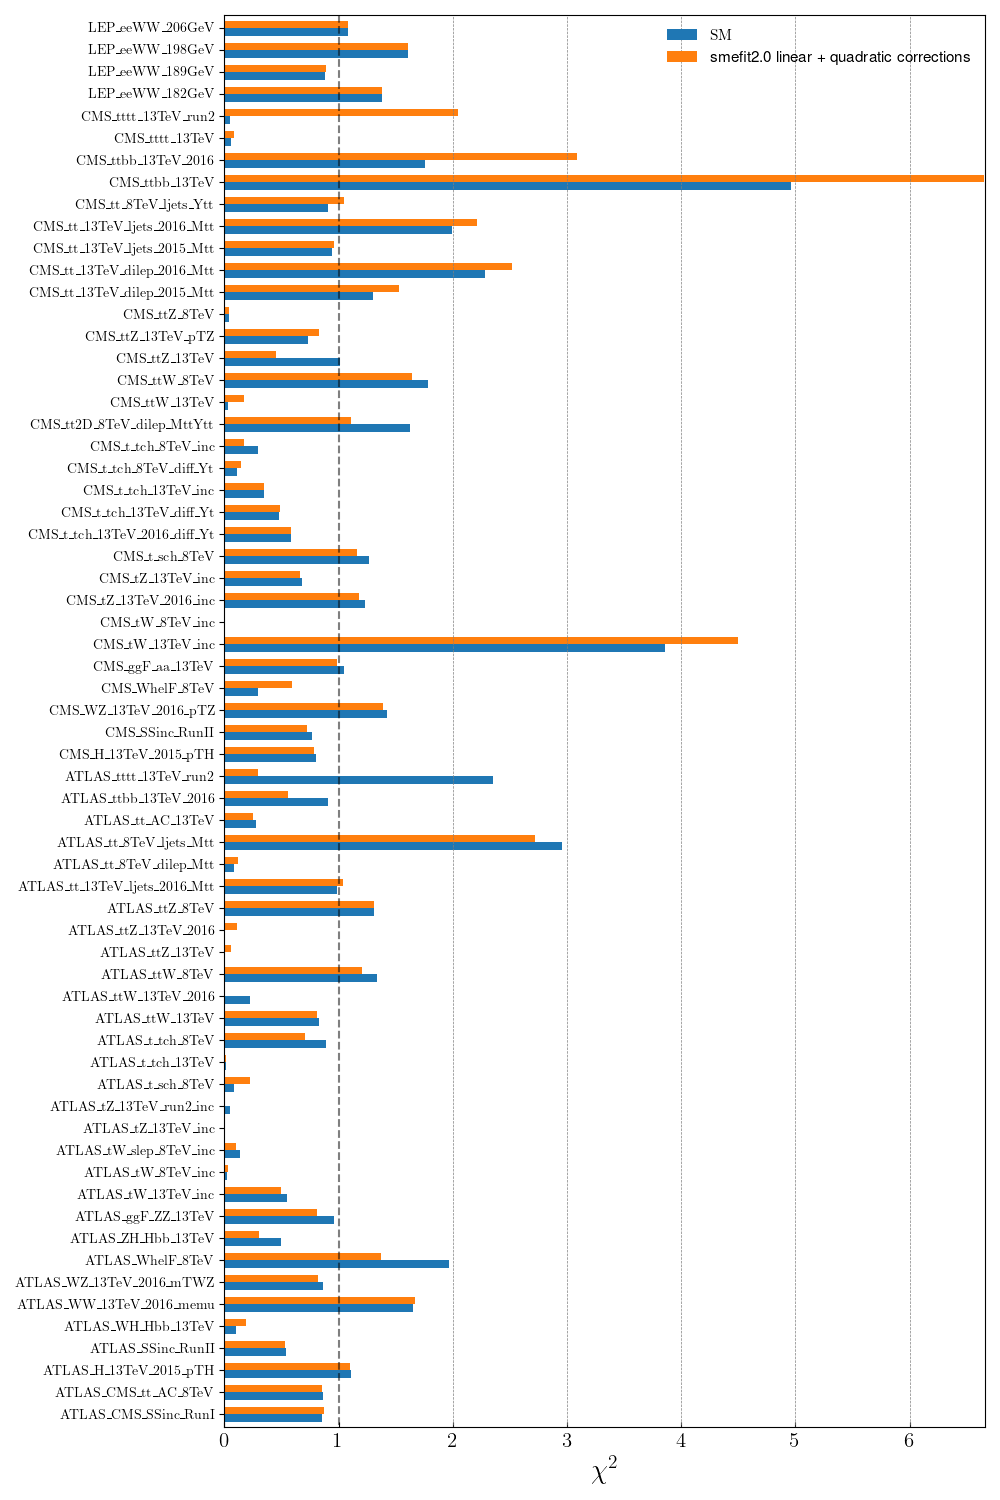 SM
smefit2.0 linear + quadratic corrections
LEP_eeWW_206GeV
LEP_eeWW_198GeV
LEP_eeWW_189GeV
LEP_eeWW_182GeV
CMS_tttt_13TeV_run2
CMS_tttt_13TeV
CMS_ttbb_13TeV_2016
CMS_ttbb_13TeV
CMS_tt_8TeV_ljets_Ytt
CMS_tt_13TeV_ljets_2016_Mtt
CMS_tt_13TeV_ljets_2015_Mtt
CMS_tt_13TeV_dilep_2016_Mtt
CMS_tt_13TeV_dilep_2015_Mtt
CMS_ttZ_8TeV
CMS_ttZ_13TeV_pTZ
CMS_ttZ_13TeV
CMS_ttW_8TeV
CMS_ttW_13TeV
CMS_tt2D_8TeV_dilep_MttYtt
CMS_t_tch_8TeV_inc
CMS_t_tch_8TeV_diff_Yt
CMS_t_tch_13TeV_inc
CMS_t_tch_13TeV_diff_Yt
CMS_t_tch_13TeV_2016_diff_Yt
CMS_t_sch_8TeV
CMS_tZ_13TeV_inc
CMS_tZ_13TeV_2016_inc
CMS_tW_8TeV_inc
CMS_tW_13TeV_inc
CMS_ggF_aa_13TeV
CMS_WhelF_8TeV
CMS_WZ_13TeV_2016_pTZ
CMS_SSinc_RunII
CMS_H_13TeV_2015_pTH
ATLAS_tttt_13TeV_run2
ATLAS_ttbb_13TeV_2016
ATLAS_tt_AC_13TeV
ATLAS_tt_8TeV_ljets_Mtt
ATLAS_tt_8TeV_dilep_Mtt
ATLAS_tt_13TeV_ljets_2016_Mtt
ATLAS_ttZ_8TeV
ATLAS_ttZ_13TeV_2016
ATLAS_ttZ_13TeV
ATLAS_ttW_8TeV
ATLAS_ttW_13TeV_2016
ATLAS_ttW_13TeV
ATLAS_t_tch_8TeV
ATLAS_t_tch_13TeV
ATLAS_t_sch_8TeV
ATLAS_tZ_13TeV_run2_inc
ATLAS_tZ_13TeV_inc
ATLAS_tW_slep_8TeV_inc
ATLAS_tW_8TeV_inc
ATLAS_tW_13TeV_inc
ATLAS_ggF_ZZ_13TeV
ATLAS_ZH_Hbb_13TeV
ATLAS_WhelF_8TeV
ATLAS_WZ_13TeV_2016_mTWZ
ATLAS_WW_13TeV_2016_memu
ATLAS_WH_Hbb_13TeV
ATLAS_SSinc_RunII
ATLAS_H_13TeV_2015_pTH
ATLAS_CMS_tt_AC_8TeV
ATLAS_CMS_SSinc_RunI
0 1 2 3 4 5 6
χ²